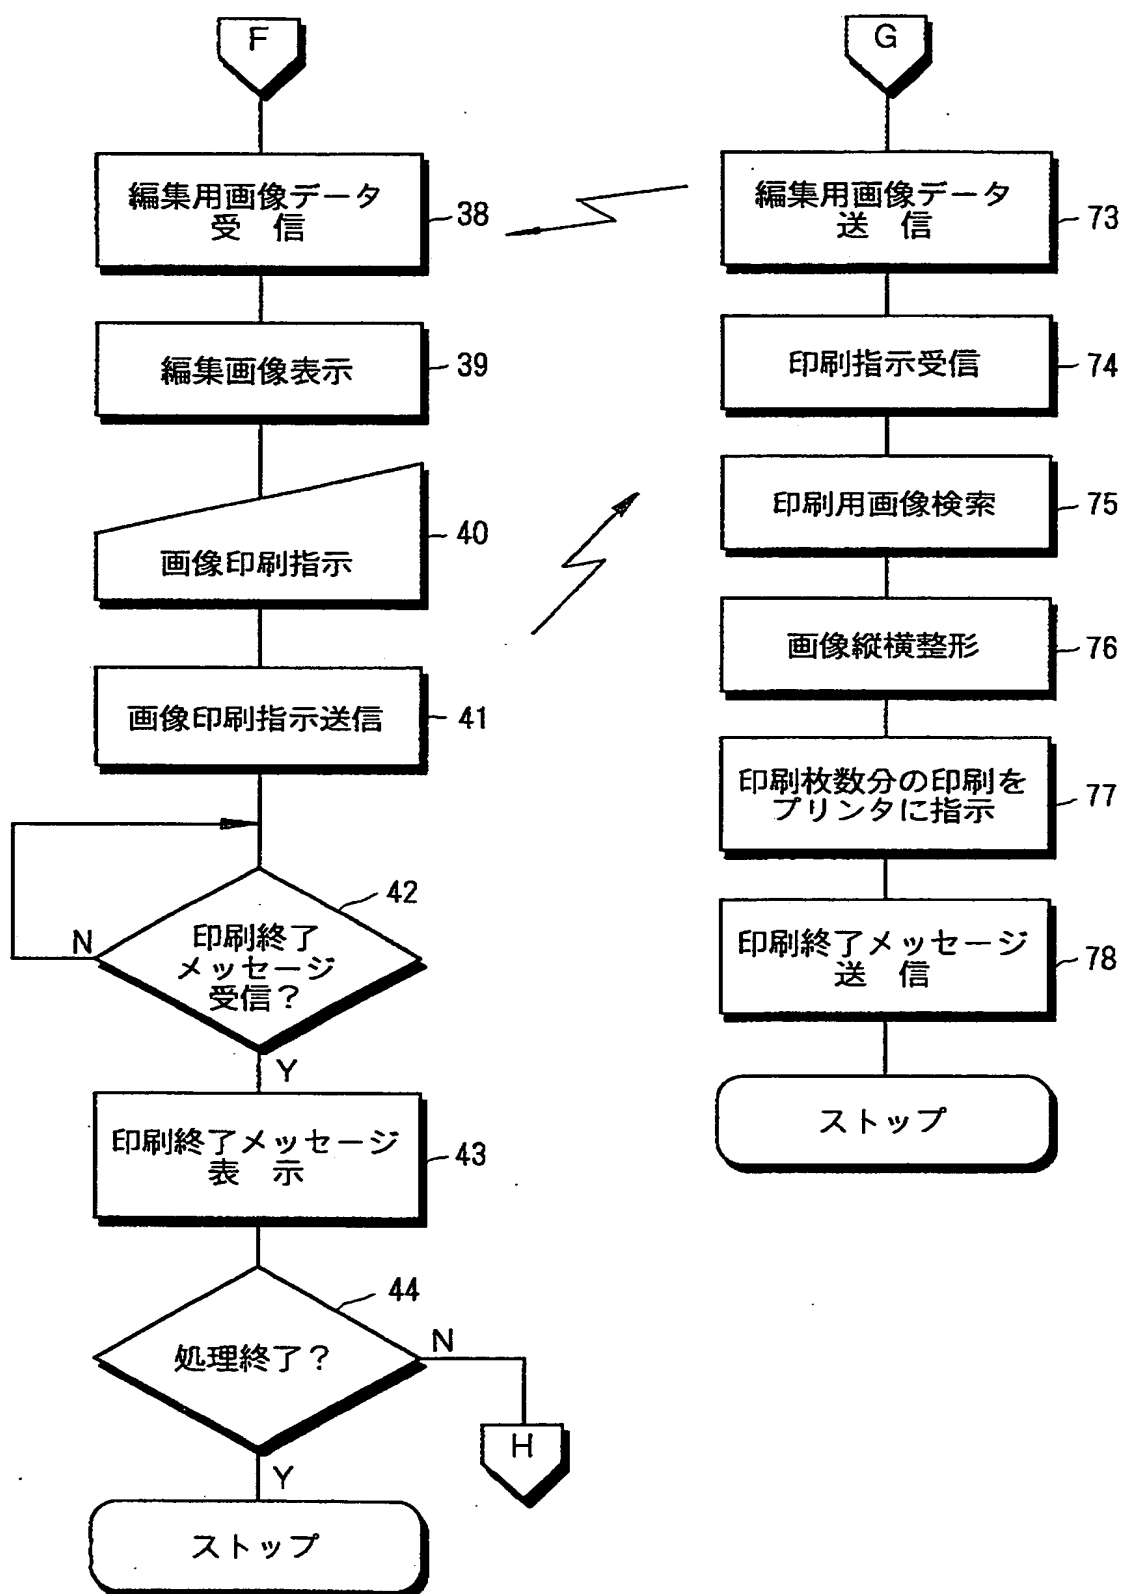 F
編集用画像データ
受 信
38
編集画像表示
39
画像印刷指示
40
画像印刷指示送信
41
印刷終了
メッセージ
受信?
42
N
Y
印刷終了メッセージ
表 示
43
処理終了?
44
N
H
Y
ストップ
G
編集用画像データ
送 信
73
印刷指示受信
74
印刷用画像検索
75
画像縦横整形
76
印刷枚数分の印刷を
プリンタに指示
77
印刷終了メッセージ
送 信
78
ストップ